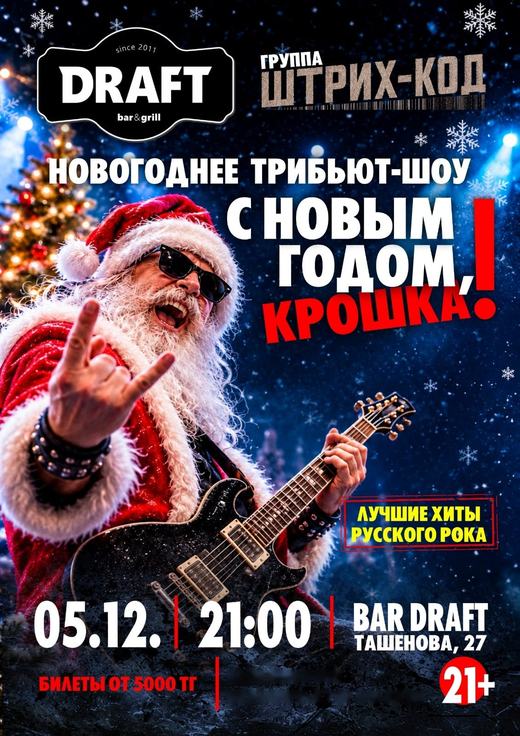 since 2011
DRAFT
bar&grill
ГРУППА
ШТРИХ-КОД
НОВОГОДНЕЕ ТРИБЬЮТ-ШОУ
С НОВЫМ
ГОДОМ,
КРОШКА!
ЛУЧШИЕ ХИТЫ
РУССКОГО РОКА
05.12. 21:00
BAR DRAFT
ТАШЕНОВА, 27
БИЛЕТЫ ОТ 5000 ТГ
21+